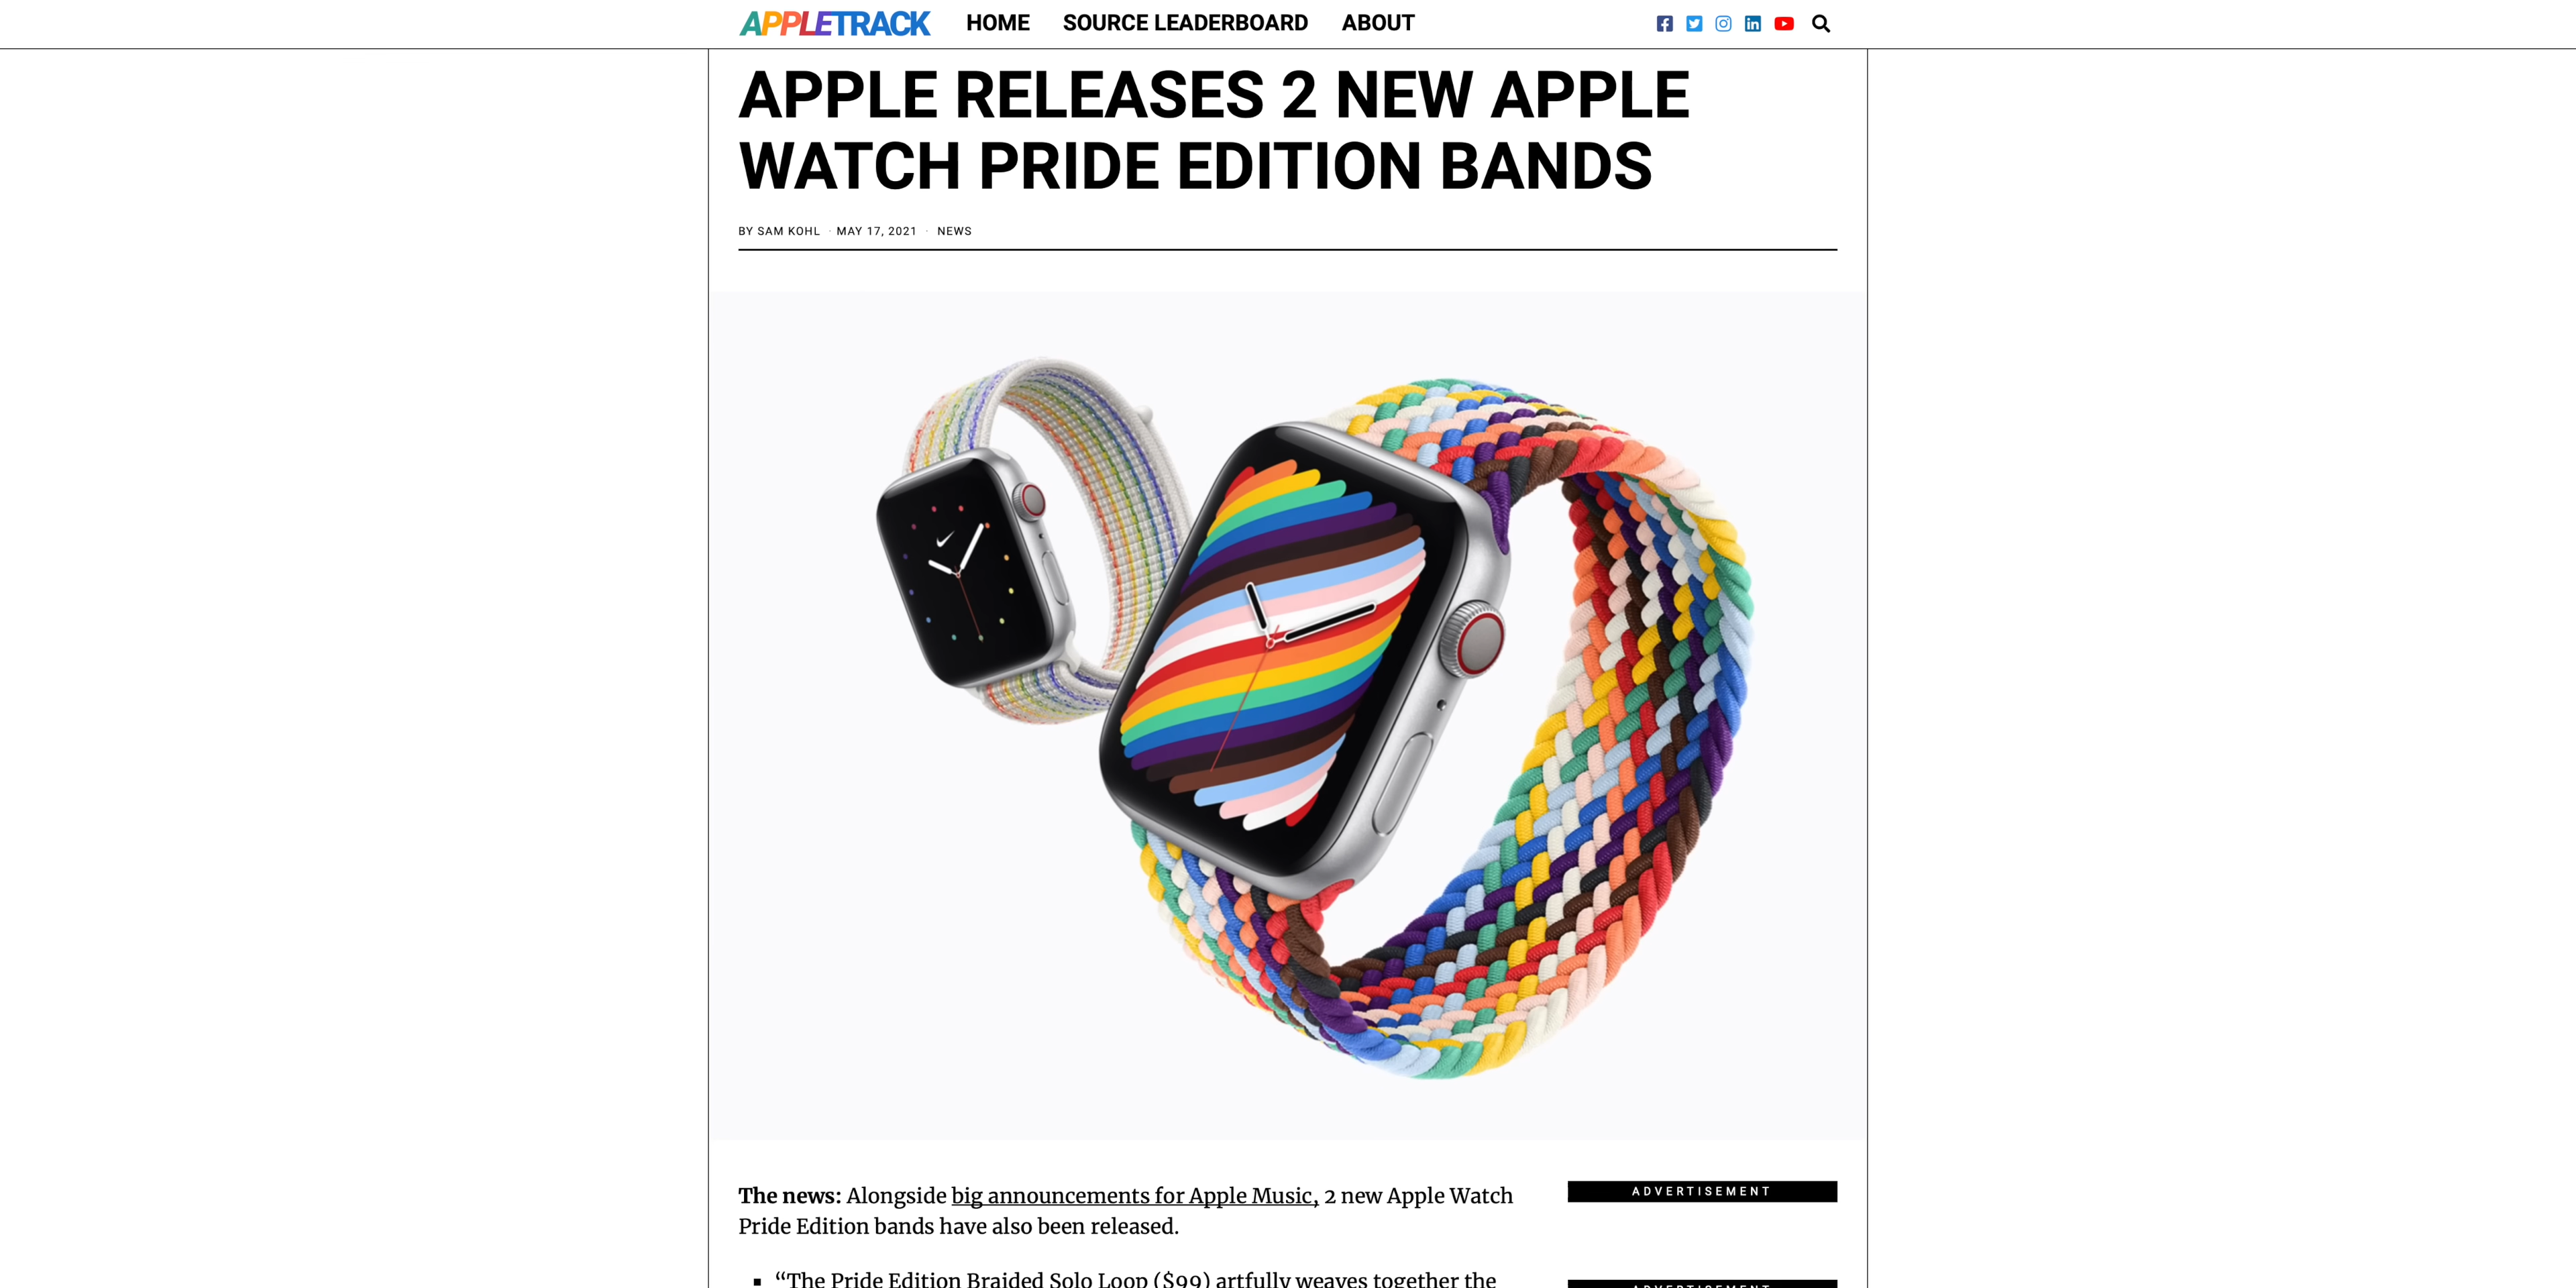 APPLETRACK HOME SOURCE LEADERBOARD ABOUT
APPLE RELEASES 2 NEW APPLE
WATCH PRIDE EDITION BANDS
BY SAM KOHL · MAY 17, 2021 · NEWS
The news: Alongside big announcements for Apple Music, 2 new Apple Watch
Pride Edition bands have also been released.
ADVERTISEMENT
▪ “The Pride Edition Braided Solo Loop ($99) artfully weaves together the
ADVERTISEMENT